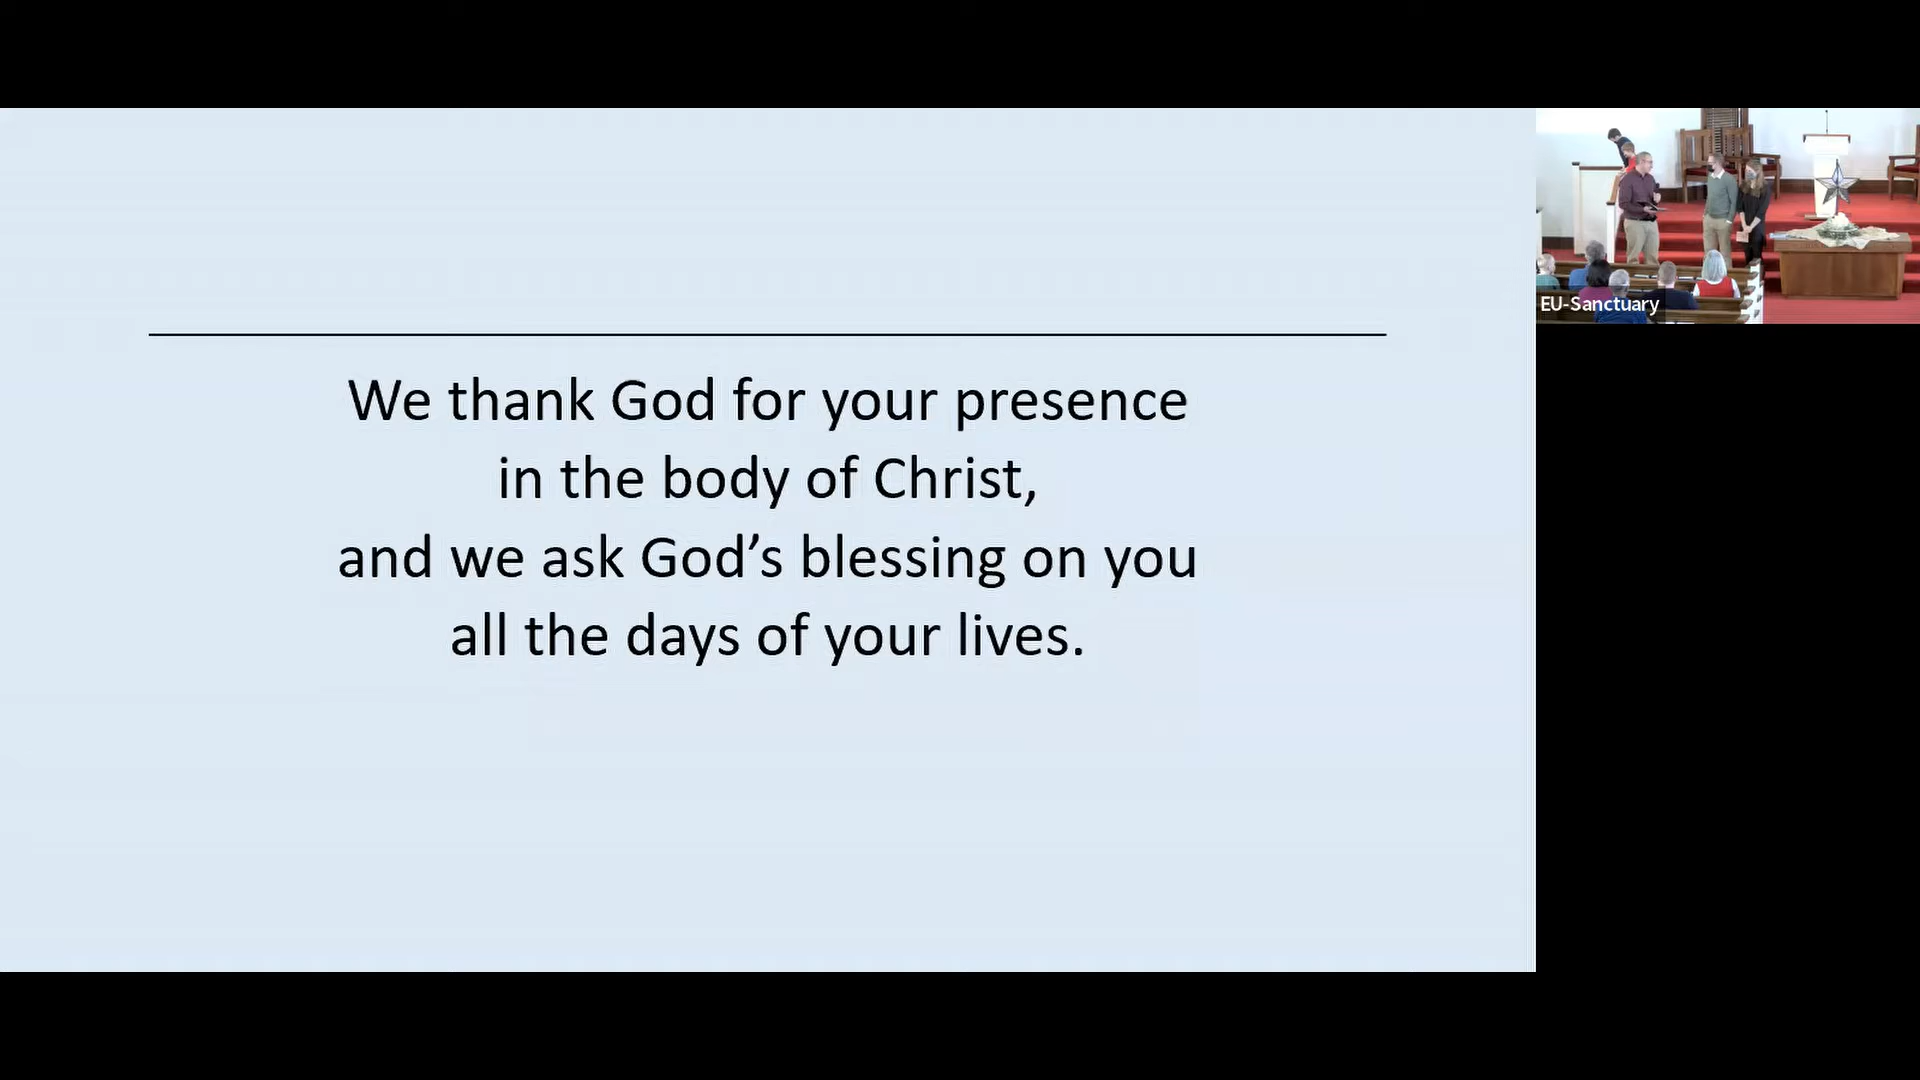 We thank God for your presence
in the body of Christ,
and we ask God’s blessing on you
all the days of your lives.
EU-Sanctuary